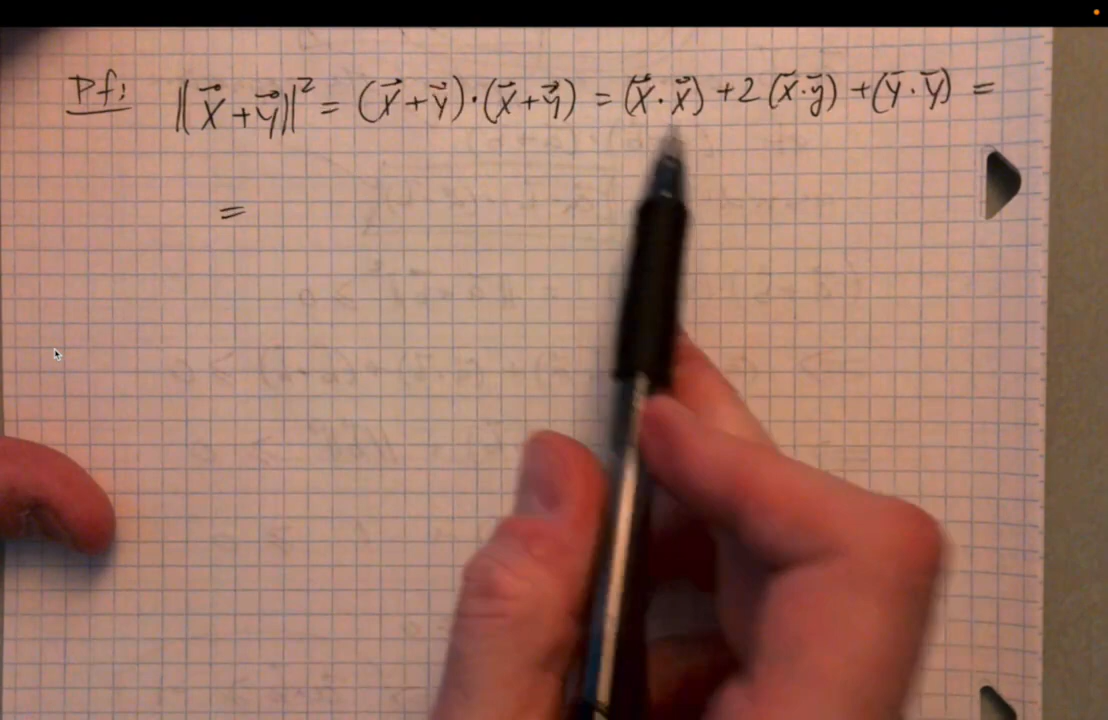 Pf: ||x⃗+y⃗||² = (x⃗+y⃗)·(x⃗+y⃗) = (x⃗·x⃗) + 2(x⃗·y⃗) + (y⃗·y⃗) =
=